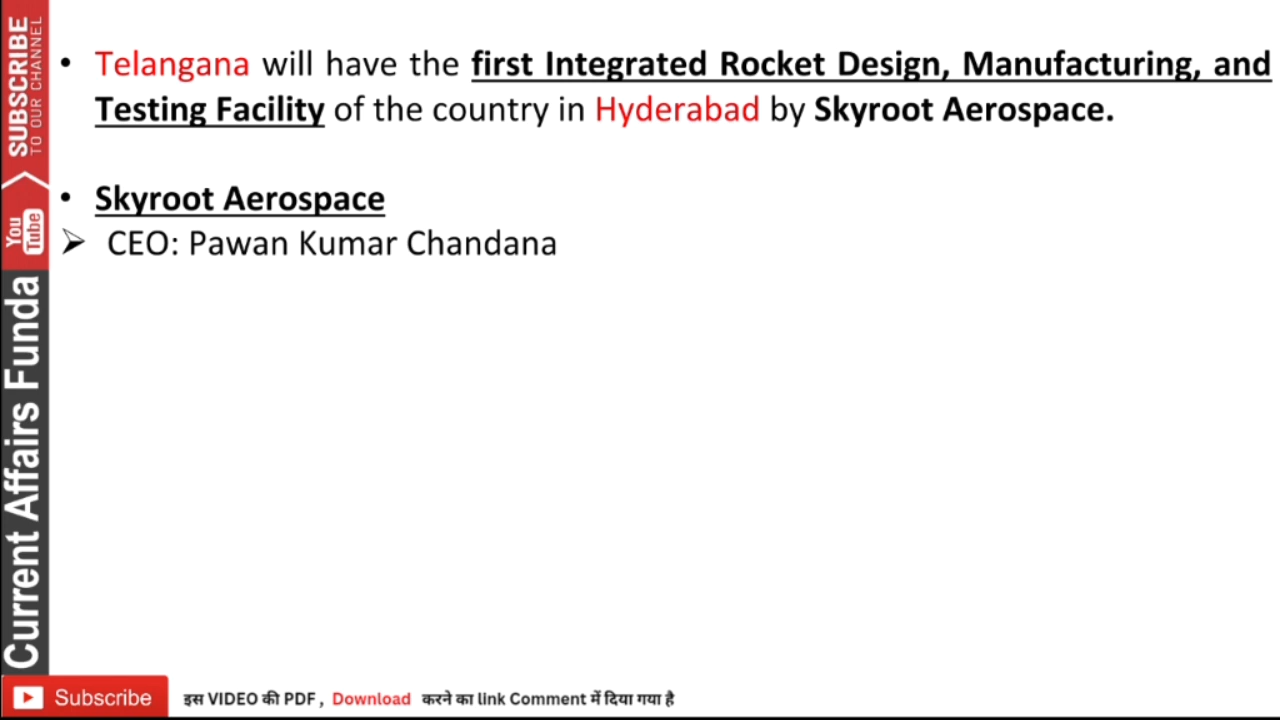 • Telangana will have the first Integrated Rocket Design, Manufacturing, and
Testing Facility of the country in Hyderabad by Skyroot Aerospace.
• Skyroot Aerospace
➢ CEO: Pawan Kumar Chandana
SUBSCRIBE
TO OUR CHANNEL
You
Tube
Current Affairs Funda
Subscribe
इस VIDEO की PDF , Download करने का link Comment में दिया गया है